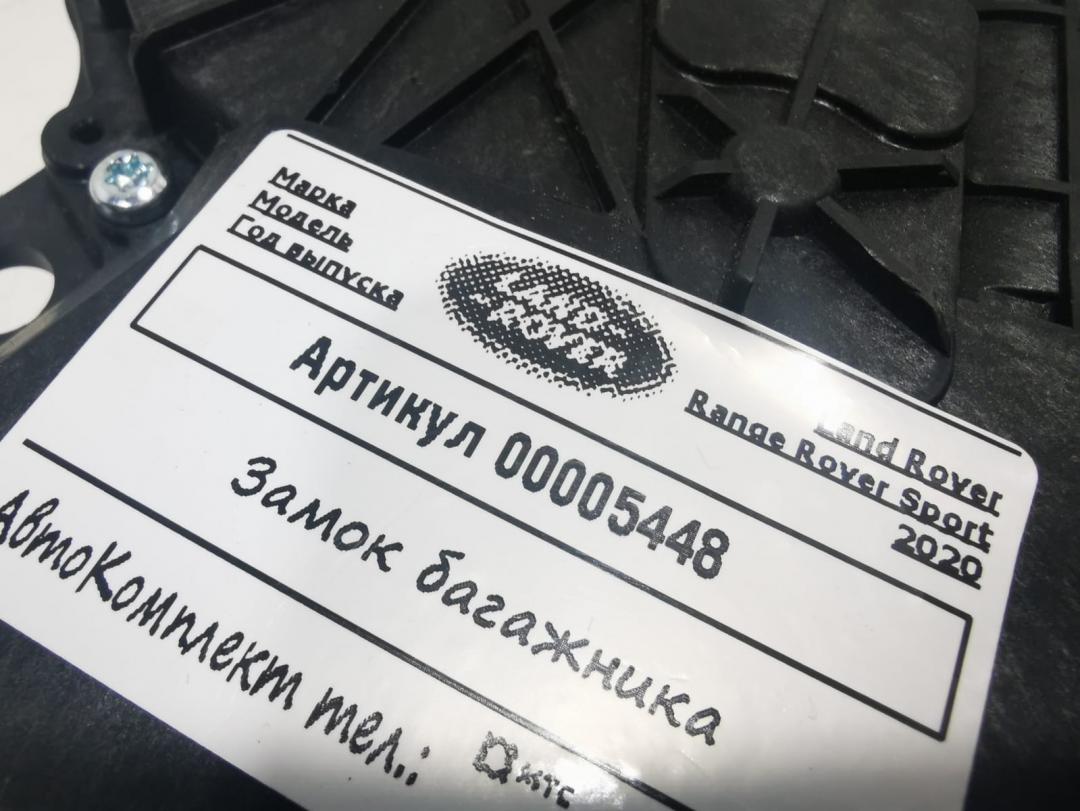 Марка
Модель
Год выпуска
LAND-
-ROVER
Land Rover
Range Rover Sport
2020
Артикул 00005448
Замок багажника
АвтоКомплект тел.: